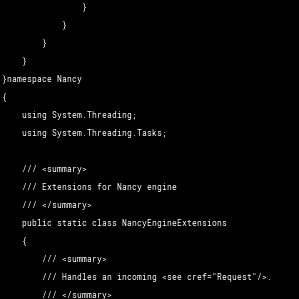 }
            }
        }
    }
}namespace Nancy
{
    using System.Threading;
    using System.Threading.Tasks;

    /// <summary>
    /// Extensions for Nancy engine
    /// </summary>
    public static class NancyEngineExtensions
    {
        /// <summary>
        /// Handles an incoming <see cref="Request"/>.
        /// </summary>